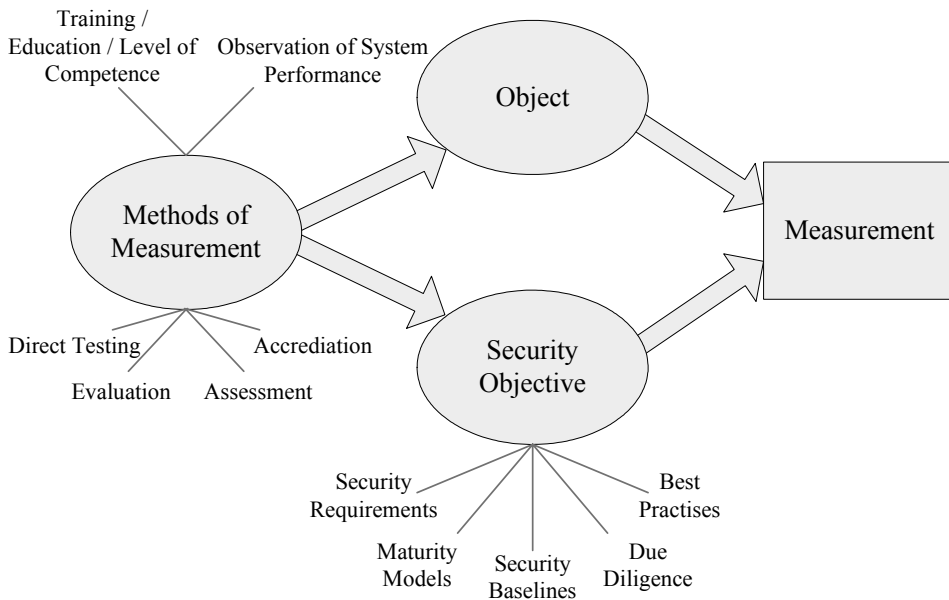 Training /
Education / Level of
Competence
Observation of System
Performance
Object
Methods of
Measurement
Measurement
Direct Testing
Accrediation
Evaluation
Assessment
Security
Objective
Security
Requirements
Best
Practises
Maturity
Models
Security
Baselines
Due
Diligence